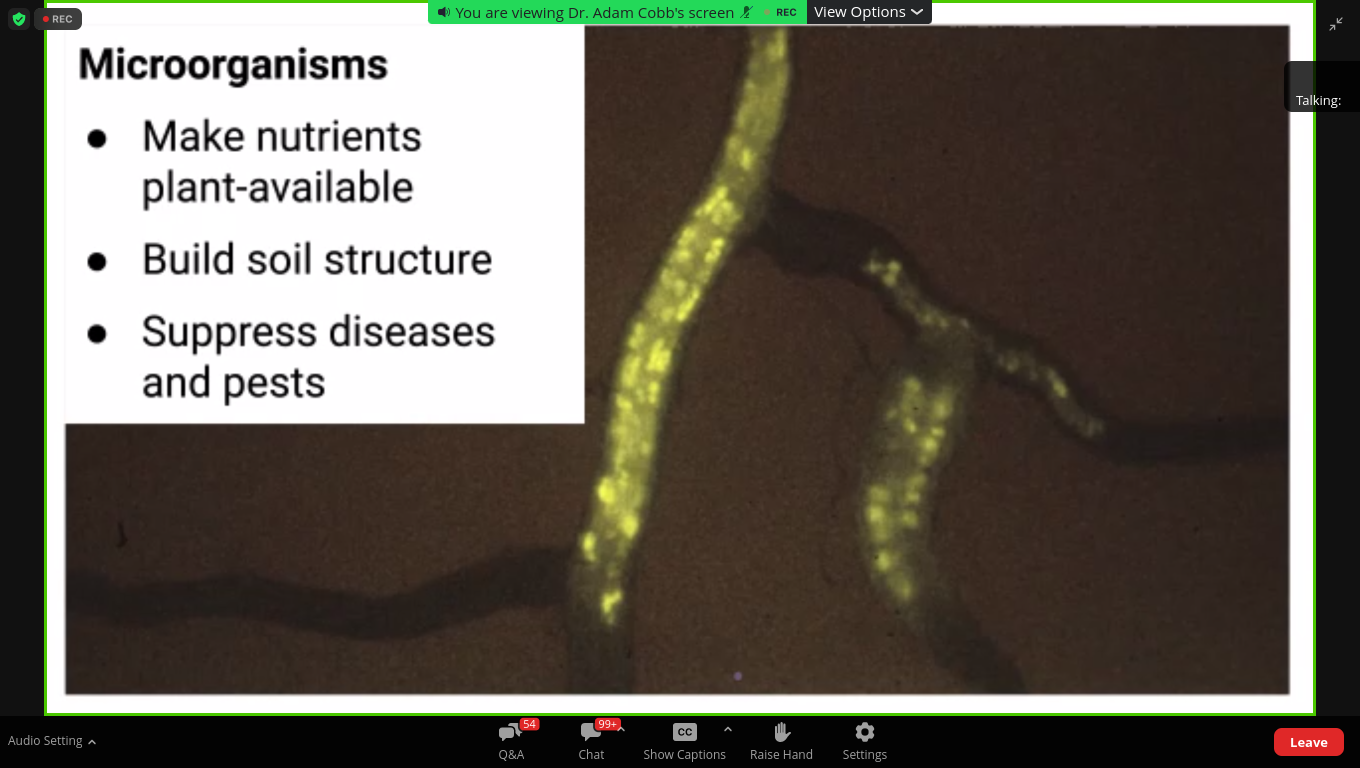 REC
You are viewing Dr. Adam Cobb's screen
REC
View Options
Talking:
Microorganisms
● Make nutrients
plant-available
● Build soil structure
● Suppress diseases
and pests
Audio Setting
54
Q&A
99+
Chat
CC
Show Captions
Raise Hand
Settings
Leave